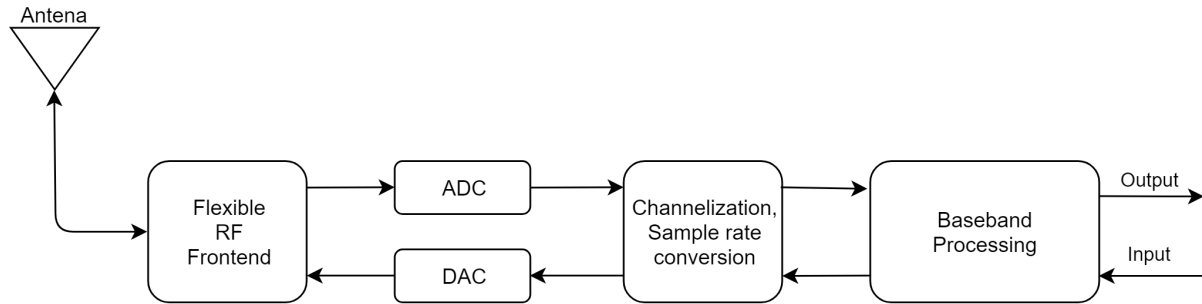 Antena
Flexible
RF
Frontend
ADC
DAC
Channelization,
Sample rate
conversion
Baseband
Processing
Output
Input